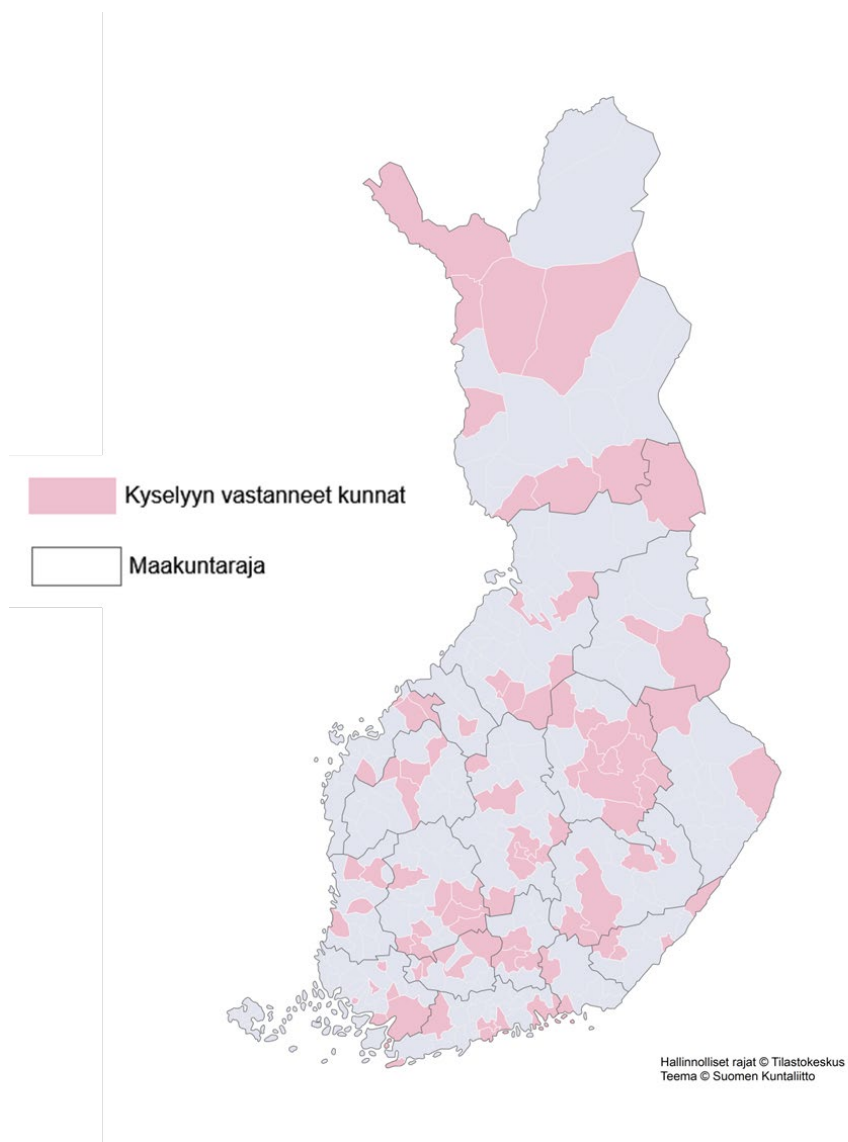 Kyselyyn vastanneet kunnat
Maakuntaraja
Hallinnolliset rajat © Tilastokeskus
Teema © Suomen Kuntaliitto